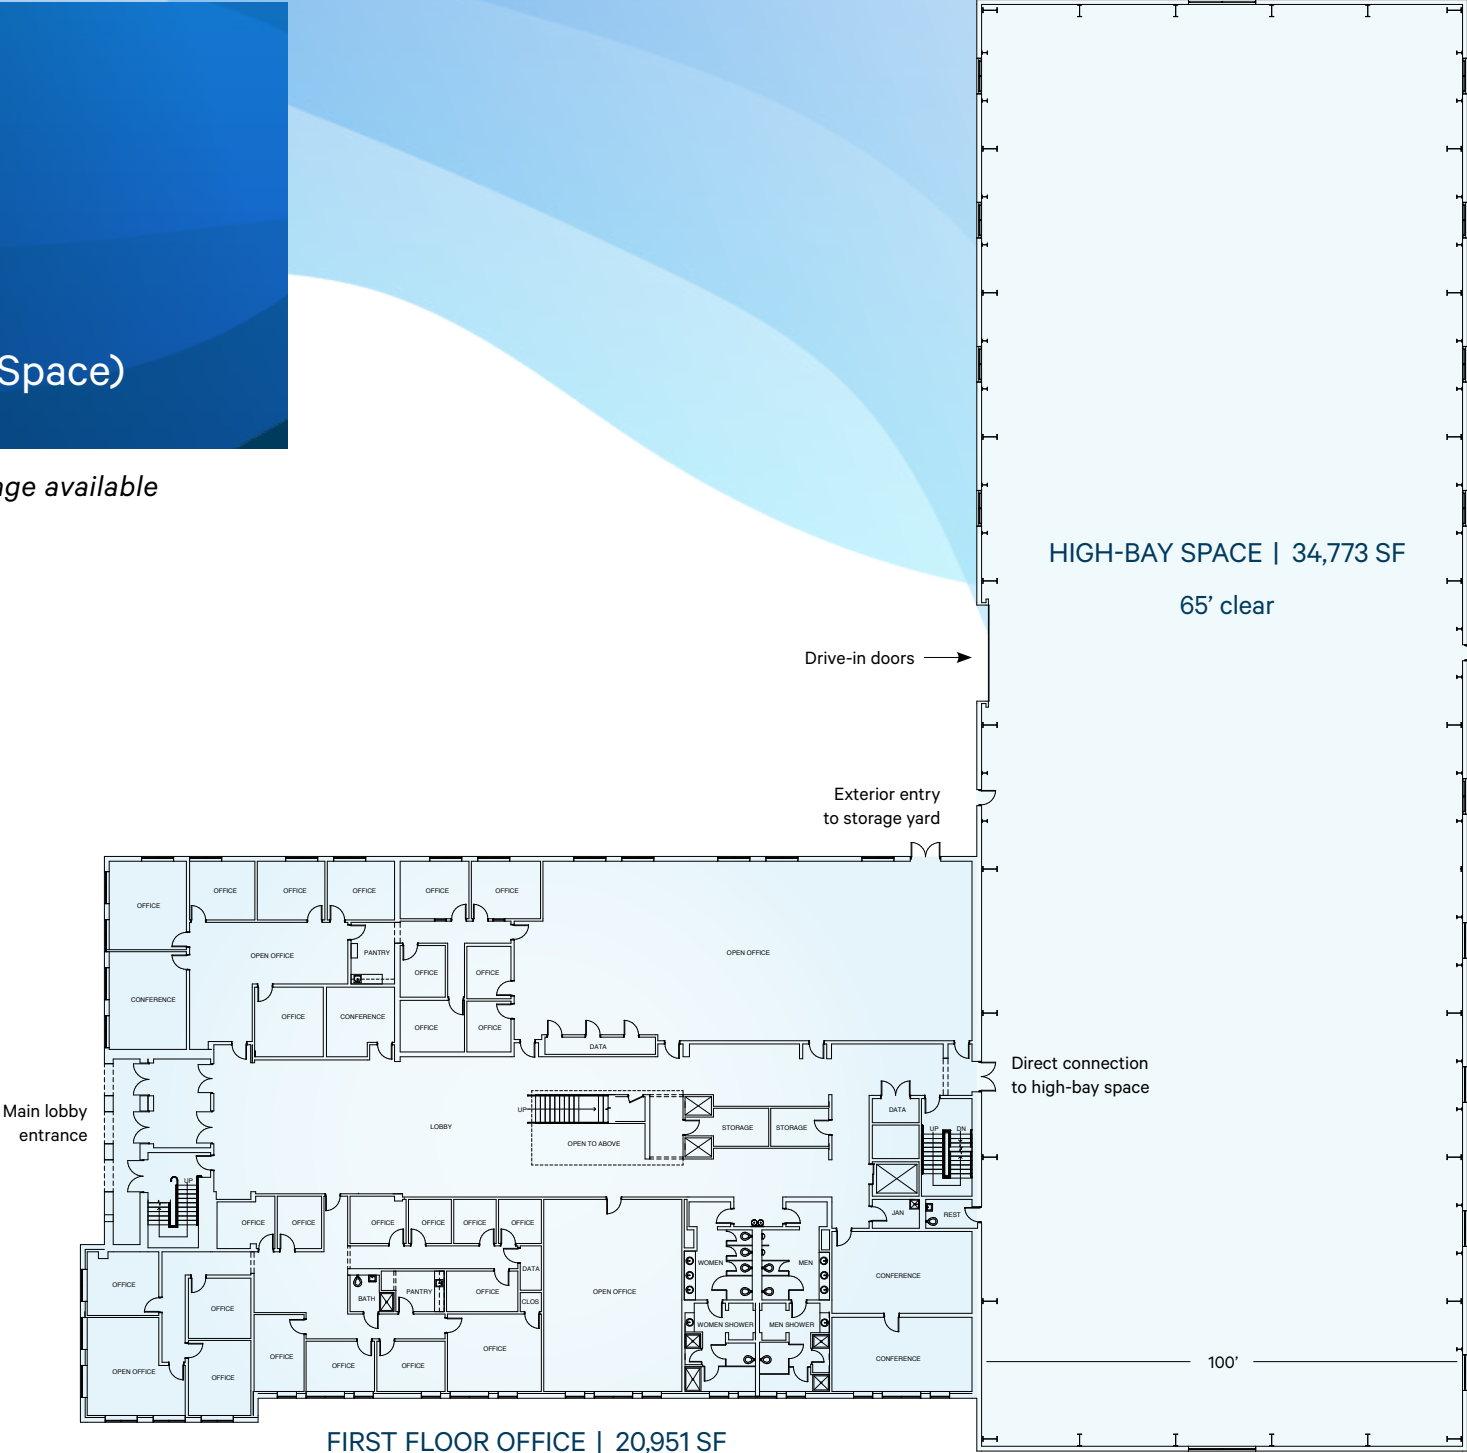 Space)
age available
HIGH-BAY SPACE | 34,773 SF
65’ clear
Drive-in doors
Exterior entry
to storage yard
OFFICE
OFFICE
OFFICE
OFFICE
OFFICE
OFFICE
OPEN OFFICE
PANTRY
OPEN OFFICE
OFFICE
OFFICE
CONFERENCE
OFFICE
CONFERENCE
OFFICE
OFFICE
DATA
Direct connection
to high-bay space
Main lobby
entrance
LOBBY
UP
OPEN TO ABOVE
STORAGE
STORAGE
DATA
UP
DN
UP
JAN
REST
OFFICE
OFFICE
OFFICE
OFFICE
OFFICE
OFFICE
WOMEN
MEN
DATA
CONFERENCE
OFFICE
OFFICE
BATH
PANTRY
OFFICE
CLOS
OPEN OFFICE
WOMEN SHOWER
MEN SHOWER
OFFICE
OFFICE
OFFICE
OFFICE
CONFERENCE
OPEN OFFICE
OFFICE
100’
FIRST FLOOR OFFICE | 20,951 SF